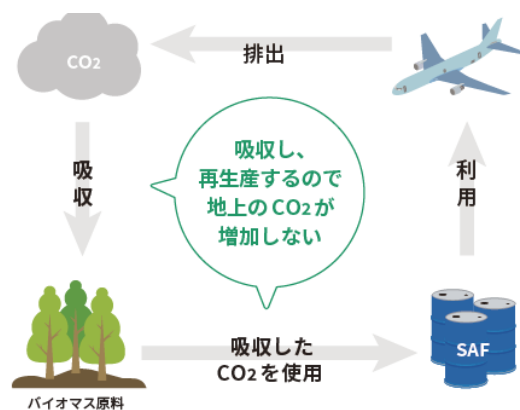 CO2
排出
吸収
吸収し、
再生産するので
地上のCO2が
増加しない
利用
バイオマス原料
吸収した
CO2を使用
SAF